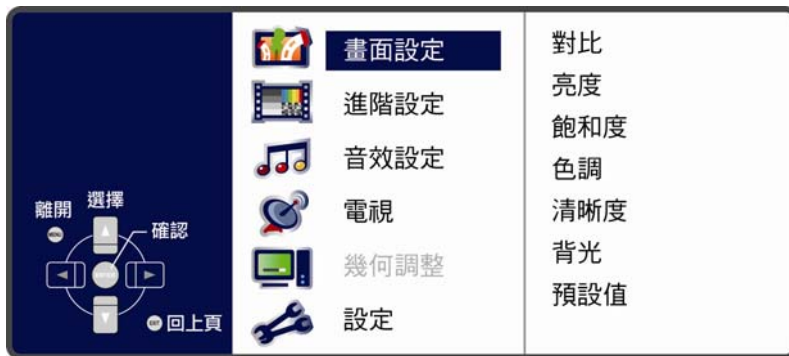 畫面設定
進階設定
音效設定
電視
幾何調整
設定
對比
亮度
飽和度
色調
清晰度
背光
預設值
選擇
離開
確認
MENU
回上頁
EXIT